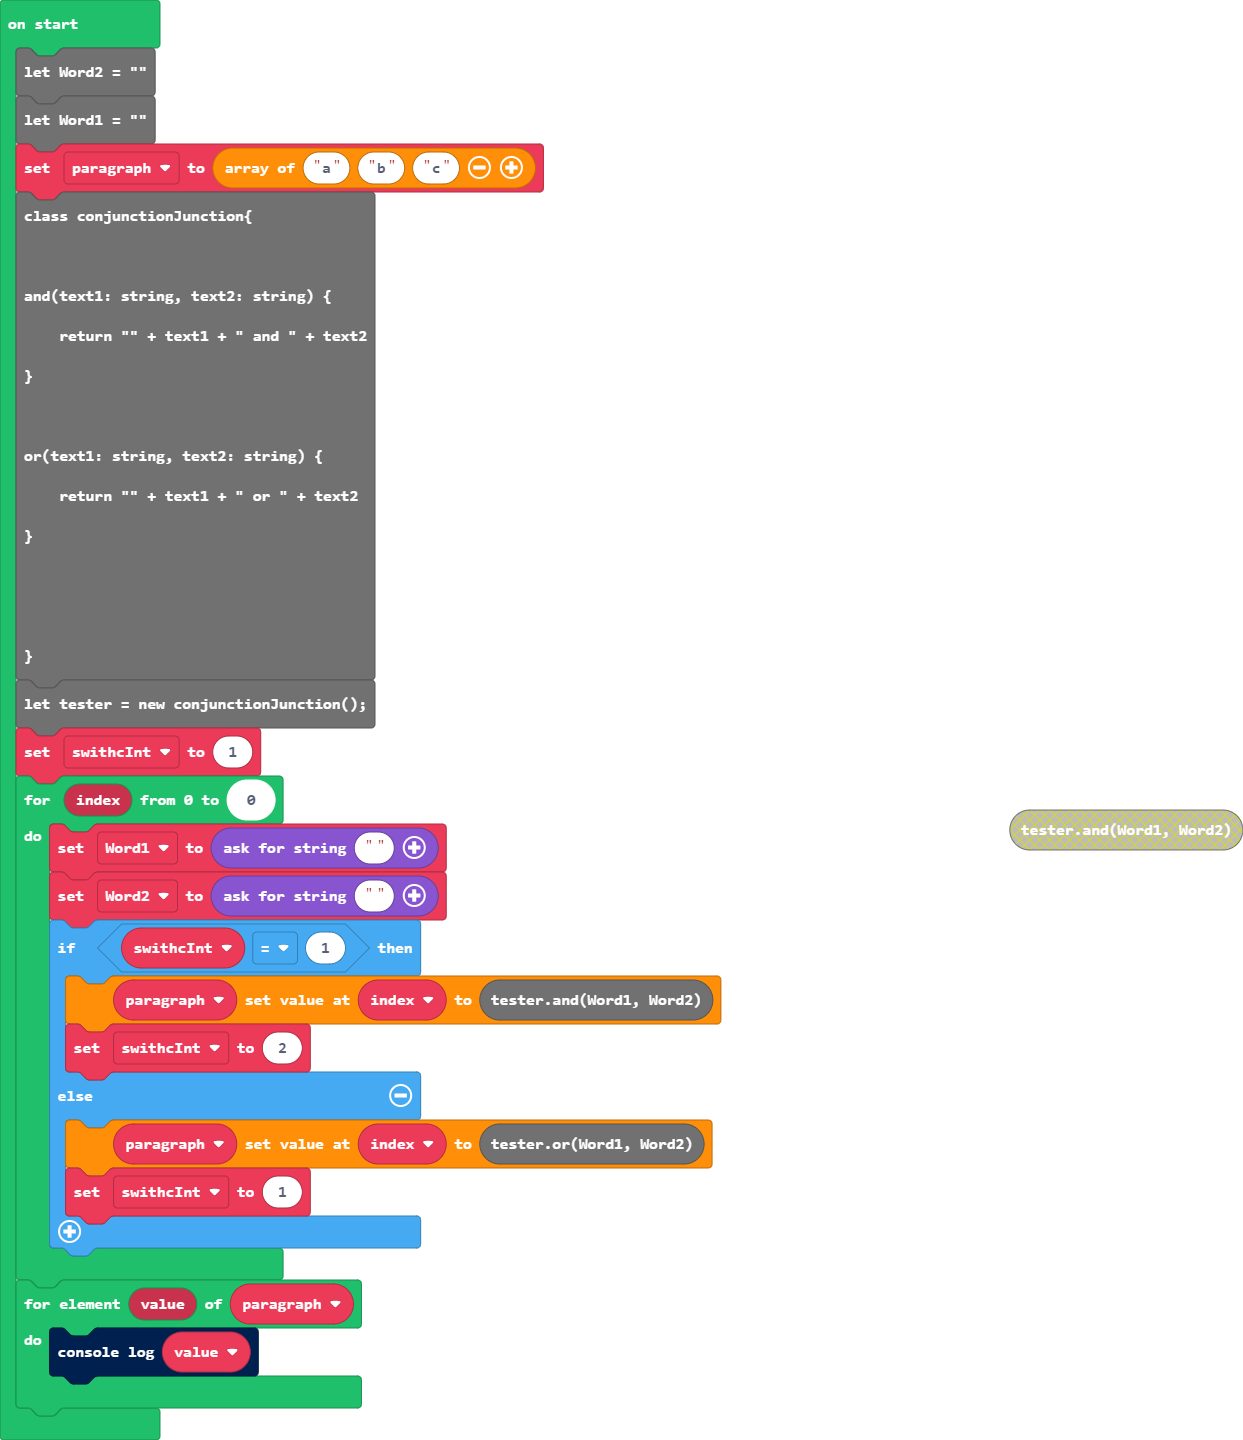 on start
let Word2 = ""
let Word1 = ""
set paragraph to array of "a" "b" "c"
class conjunctionJunction{
and(text1: string, text2: string) {
return "" + text1 + " and " + text2
}
or(text1: string, text2: string) {
return "" + text1 + " or " + text2
}
}
let tester = new conjunctionJunction();
set swithcInt to 1
for index from 0 to 0
do
set Word1 to ask for string ""
set Word2 to ask for string ""
if swithcInt = 1 then
paragraph set value at index to tester.and(Word1, Word2)
set swithcInt to 2
else
paragraph set value at index to tester.or(Word1, Word2)
set swithcInt to 1
for element value of paragraph
do
console log value
tester.and(Word1, Word2)